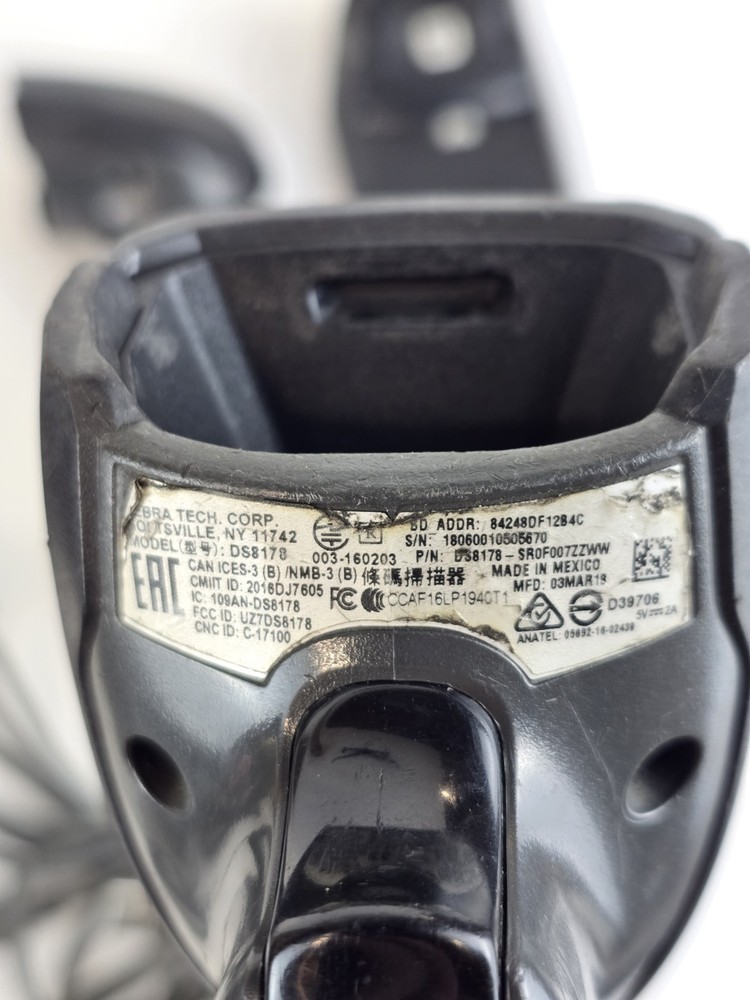 EBRA TECH. CORP.
OLTSVILLE, NY 11742
MODEL(型号): DS8178
003-160203
CAN ICES-3 (B) /NMB-3 (B) 條碼掃描器
EAC
CMIIT ID: 2016DJ7605
IC: 109AN-DS8178
FCC ID: UZ7DS8178
CNC ID: C-17100
FC
CCAF16LP1940T1
BD ADDR: 84248DF12B4C
S/N: 18060010505670
P/N: DS8178-SR0F007ZZWW
MADE IN MEXICO
MFD: 03MAR18
D39706
5V 2A
ANATEL: 05692-16-02439